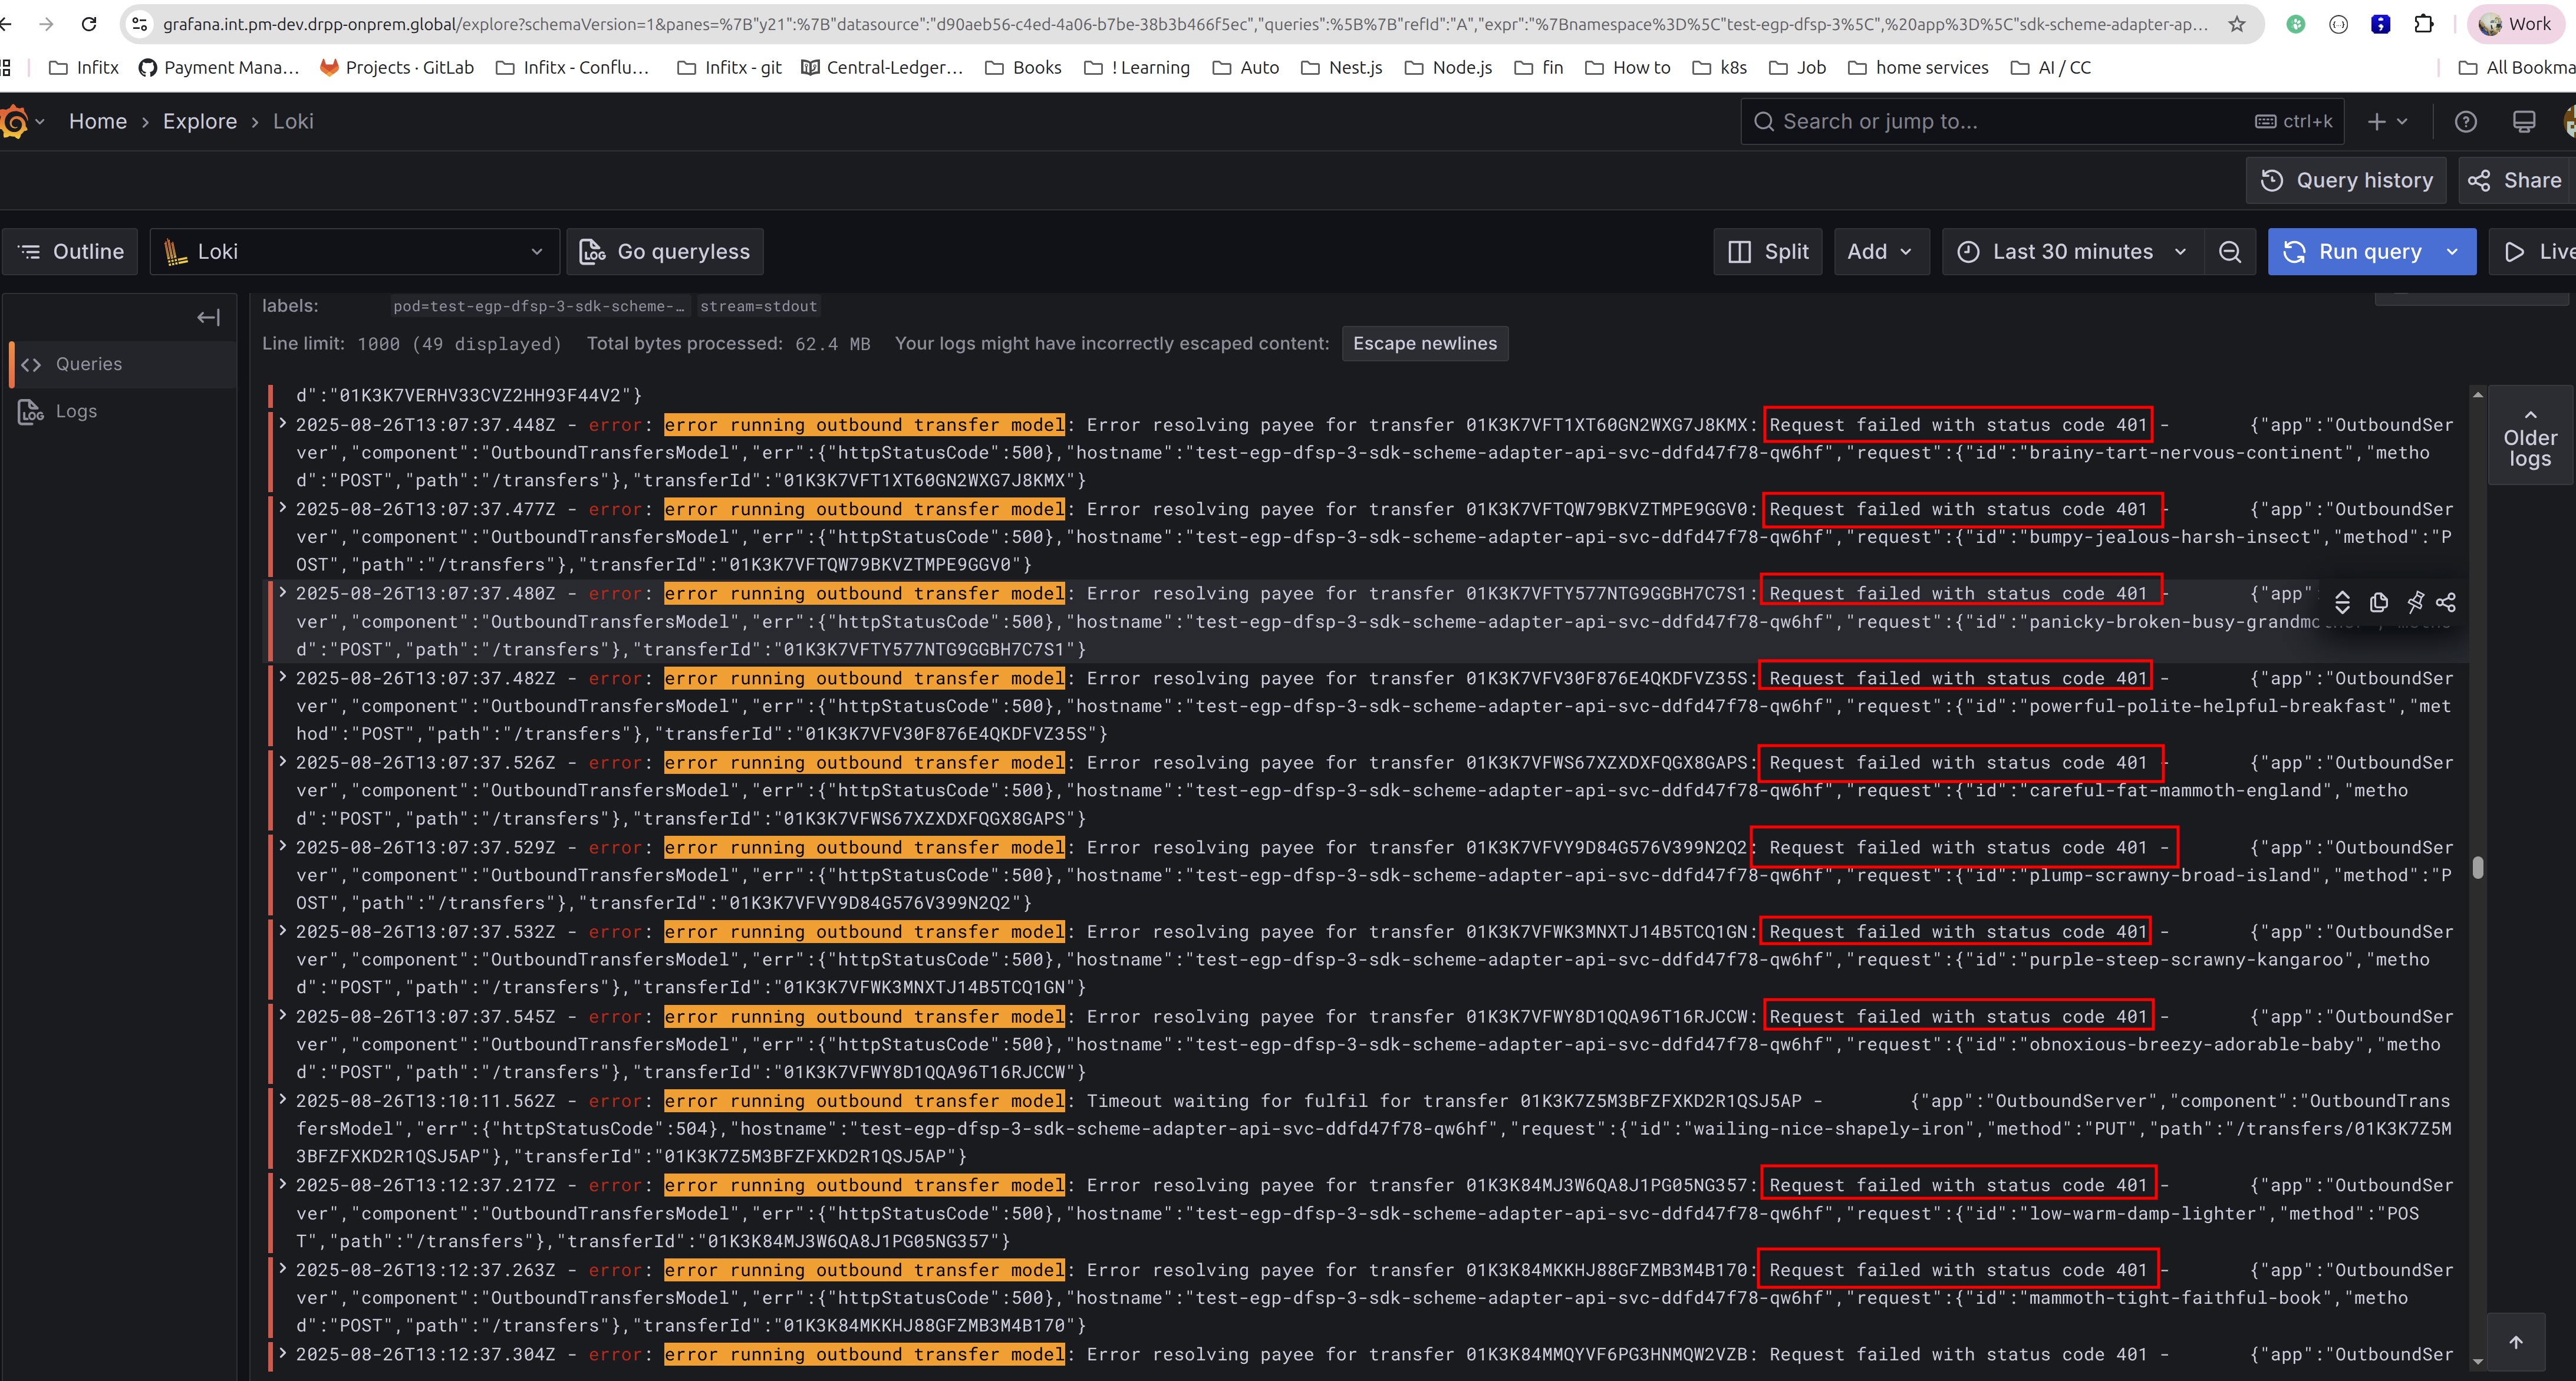 grafana.int.pm-dev.drpp-onprem.global/explore?schemaVersion=1&panes=%7B"y21":%7B"datasource":"d90aeb56-c4ed-4a06-b7be-38b3b466f5ec","queries":%5B%7B"refId":"A","expr":"%7Bnamespace%3D%5C"test-egp-dfsp-3%5C",%20app%3D%5C"sdk-scheme-adapter-ap...
Work
Infitx
Payment Mana...
Projects · GitLab
Infitx - Conflu...
Infitx - git
Central-Ledger...
Books
! Learning
Auto
Nest.js
Node.js
fin
How to
k8s
Job
home services
AI / CC
All Bookma
Home › Explore › Loki
Search or jump to...
ctrl+k
Query history
Share
Outline
Loki
Go queryless
Split
Add
Last 30 minutes
Run query
Live
Queries
Logs
labels: pod=test-egp-dfsp-3-sdk-scheme-… stream=stdout
Line limit: 1000 (49 displayed) Total bytes processed: 62.4 MB Your logs might have incorrectly escaped content: Escape newlines
d":"01K3K7VERHV33CVZ2HH93F44V2"}
2025-08-26T13:07:37.448Z - error: error running outbound transfer model: Error resolving payee for transfer 01K3K7VFT1XT60GN2WXG7J8KMX: Request failed with status code 401 - {"app":"OutboundSer
ver","component":"OutboundTransfersModel","err":{"httpStatusCode":500},"hostname":"test-egp-dfsp-3-sdk-scheme-adapter-api-svc-ddfd47f78-qw6hf","request":{"id":"brainy-tart-nervous-continent","metho
d":"POST","path":"/transfers"},"transferId":"01K3K7VFT1XT60GN2WXG7J8KMX"}
2025-08-26T13:07:37.477Z - error: error running outbound transfer model: Error resolving payee for transfer 01K3K7VFTQW79BKVZTMPE9GGV0: Request failed with status code 401 - {"app":"OutboundSer
ver","component":"OutboundTransfersModel","err":{"httpStatusCode":500},"hostname":"test-egp-dfsp-3-sdk-scheme-adapter-api-svc-ddfd47f78-qw6hf","request":{"id":"bumpy-jealous-harsh-insect","method":"P
OST","path":"/transfers"},"transferId":"01K3K7VFTQW79BKVZTMPE9GGV0"}
2025-08-26T13:07:37.480Z - error: error running outbound transfer model: Error resolving payee for transfer 01K3K7VFTY577NTG9GGBH7C7S1: Request failed with status code 401 - {"app"
ver","component":"OutboundTransfersModel","err":{"httpStatusCode":500},"hostname":"test-egp-dfsp-3-sdk-scheme-adapter-api-svc-ddfd47f78-qw6hf","request":{"id":"panicky-broken-busy-grandmother","metho
d":"POST","path":"/transfers"},"transferId":"01K3K7VFTY577NTG9GGBH7C7S1"}
2025-08-26T13:07:37.482Z - error: error running outbound transfer model: Error resolving payee for transfer 01K3K7VFV30F876E4QKDFVZ35S: Request failed with status code 401 - {"app":"OutboundSer
ver","component":"OutboundTransfersModel","err":{"httpStatusCode":500},"hostname":"test-egp-dfsp-3-sdk-scheme-adapter-api-svc-ddfd47f78-qw6hf","request":{"id":"powerful-polite-helpful-breakfast","met
hod":"POST","path":"/transfers"},"transferId":"01K3K7VFV30F876E4QKDFVZ35S"}
2025-08-26T13:07:37.526Z - error: error running outbound transfer model: Error resolving payee for transfer 01K3K7VFWS67XZXDXFQGX8GAPS: Request failed with status code 401 - {"app":"OutboundSer
ver","component":"OutboundTransfersModel","err":{"httpStatusCode":500},"hostname":"test-egp-dfsp-3-sdk-scheme-adapter-api-svc-ddfd47f78-qw6hf","request":{"id":"careful-fat-mammoth-england","metho
d":"POST","path":"/transfers"},"transferId":"01K3K7VFWS67XZXDXFQGX8GAPS"}
2025-08-26T13:07:37.529Z - error: error running outbound transfer model: Error resolving payee for transfer 01K3K7VFVY9D84G576V399N2Q2: Request failed with status code 401 - {"app":"OutboundSer
ver","component":"OutboundTransfersModel","err":{"httpStatusCode":500},"hostname":"test-egp-dfsp-3-sdk-scheme-adapter-api-svc-ddfd47f78-qw6hf","request":{"id":"plump-scrawny-broad-island","method":"P
OST","path":"/transfers"},"transferId":"01K3K7VFVY9D84G576V399N2Q2"}
2025-08-26T13:07:37.532Z - error: error running outbound transfer model: Error resolving payee for transfer 01K3K7VFWK3MNXTJ14B5TCQ1GN: Request failed with status code 401 - {"app":"OutboundSer
ver","component":"OutboundTransfersModel","err":{"httpStatusCode":500},"hostname":"test-egp-dfsp-3-sdk-scheme-adapter-api-svc-ddfd47f78-qw6hf","request":{"id":"purple-steep-scrawny-kangaroo","metho
d":"POST","path":"/transfers"},"transferId":"01K3K7VFWK3MNXTJ14B5TCQ1GN"}
2025-08-26T13:07:37.545Z - error: error running outbound transfer model: Error resolving payee for transfer 01K3K7VFWY8D1QQA96T16RJCCW: Request failed with status code 401 - {"app":"OutboundSer
ver","component":"OutboundTransfersModel","err":{"httpStatusCode":500},"hostname":"test-egp-dfsp-3-sdk-scheme-adapter-api-svc-ddfd47f78-qw6hf","request":{"id":"obnoxious-breezy-adorable-baby","metho
d":"POST","path":"/transfers"},"transferId":"01K3K7VFWY8D1QQA96T16RJCCW"}
2025-08-26T13:10:11.562Z - error: error running outbound transfer model: Timeout waiting for fulfil for transfer 01K3K7Z5M3BFZFXKD2R1QSJ5AP - {"app":"OutboundServer","component":"OutboundTrans
fersModel","err":{"httpStatusCode":504},"hostname":"test-egp-dfsp-3-sdk-scheme-adapter-api-svc-ddfd47f78-qw6hf","request":{"id":"wailing-nice-shapely-iron","method":"PUT","path":"/transfers/01K3K7Z5M
3BFZFXKD2R1QSJ5AP"},"transferId":"01K3K7Z5M3BFZFXKD2R1QSJ5AP"}
2025-08-26T13:12:37.217Z - error: error running outbound transfer model: Error resolving payee for transfer 01K3K84MJ3W6QA8J1PG05NG357: Request failed with status code 401 - {"app":"OutboundSer
ver","component":"OutboundTransfersModel","err":{"httpStatusCode":500},"hostname":"test-egp-dfsp-3-sdk-scheme-adapter-api-svc-ddfd47f78-qw6hf","request":{"id":"low-warm-damp-lighter","method":"POS
T","path":"/transfers"},"transferId":"01K3K84MJ3W6QA8J1PG05NG357"}
2025-08-26T13:12:37.263Z - error: error running outbound transfer model: Error resolving payee for transfer 01K3K84MKKHJ88GFZMB3M4B170: Request failed with status code 401 - {"app":"OutboundSer
ver","component":"OutboundTransfersModel","err":{"httpStatusCode":500},"hostname":"test-egp-dfsp-3-sdk-scheme-adapter-api-svc-ddfd47f78-qw6hf","request":{"id":"mammoth-tight-faithful-book","metho
d":"POST","path":"/transfers"},"transferId":"01K3K84MKKHJ88GFZMB3M4B170"}
2025-08-26T13:12:37.304Z - error: error running outbound transfer model: Error resolving payee for transfer 01K3K84MMQYVF6PG3HNMQW2VZB: Request failed with status code 401 - {"app":"OutboundSer
Older
logs